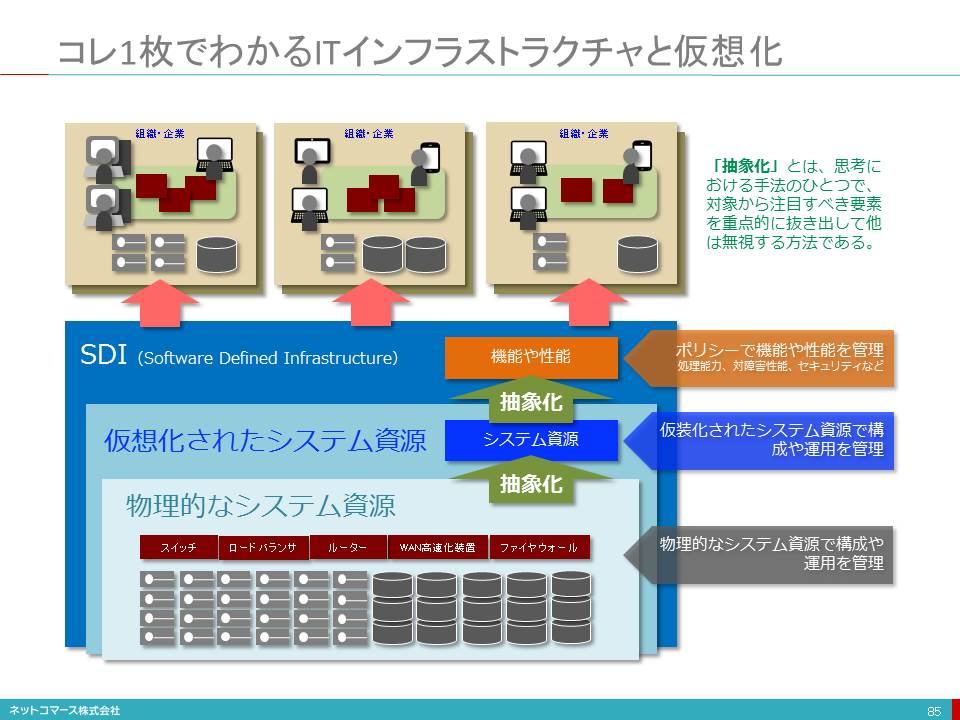 コレ1枚でわかるITインフラストラクチャと仮想化
組織・企業
組織・企業
組織・企業
「抽象化」とは、思考に
おける手法のひとつで、
対象から注目すべき要素
を重点的に抜き出して他
は無視する方法である。
SDI（Software Defined Infrastructure）
機能や性能
ポリシーで機能や性能を管理
処理能力、対障害性能、セキュリティなど
抽象化
仮想化されたシステム資源
システム資源
仮装化されたシステム資源で構
成や運用を管理
抽象化
物理的なシステム資源
スイッチ
ロードバランサ
ルーター
WAN高速化装置
ファイヤウォール
物理的なシステム資源で構成や
運用を管理
ネットコマース株式会社
85